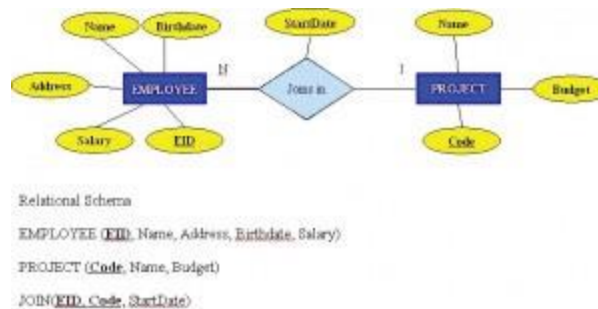 Name
Birthdate
StartDate
Name
Address
EMPLOYEE
N
Joins in
1
PROJECT
Budget
Salary
EID
Code
Relational Schema
EMPLOYEE (EID, Name, Address, Birthdate, Salary)
PROJECT (Code, Name, Budget)
JOIN(EID, Code, StartDate)